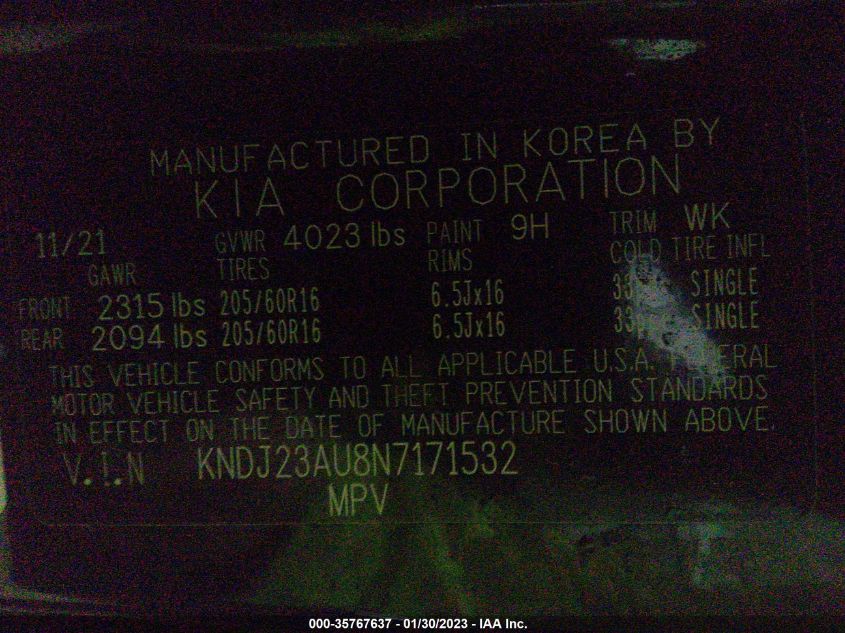 MANUFACTURED IN KOREA BY
KIA CORPORATION
11/21 GVWR 4023 lbs PAINT 9H TRIM WK
GAWR TIRES RIMS COLD TIRE INFL
FRONT 2315 lbs 205/60R16 6.5Jx16 SINGLE
REAR 2094 lbs 205/60R16 6.5Jx16 SINGLE
THIS VEHICLE CONFORMS TO ALL APPLICABLE U.S.A. FEDERAL
MOTOR VEHICLE SAFETY AND THEFT PREVENTION STANDARDS
IN EFFECT ON THE DATE OF MANUFACTURE SHOWN ABOVE.
V.I.N KNDJ23AU8N7171532
MPV
000-35767637 - 01/30/2023 - IAA Inc.